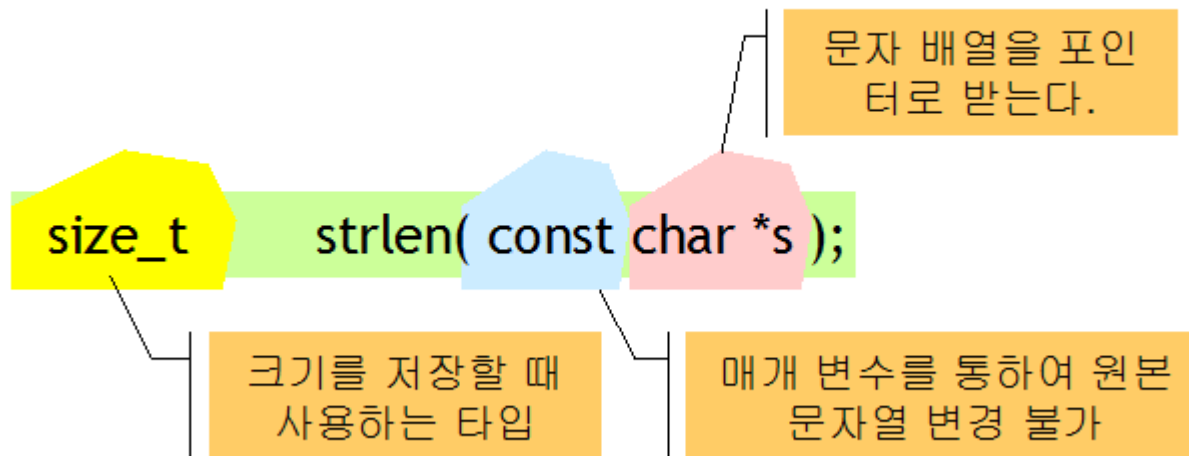 문자 배열을 포인
터로 받는다.
size_t strlen( const char *s );
크기를 저장할 때
사용하는 타입
매개 변수를 통하여 원본
문자열 변경 불가